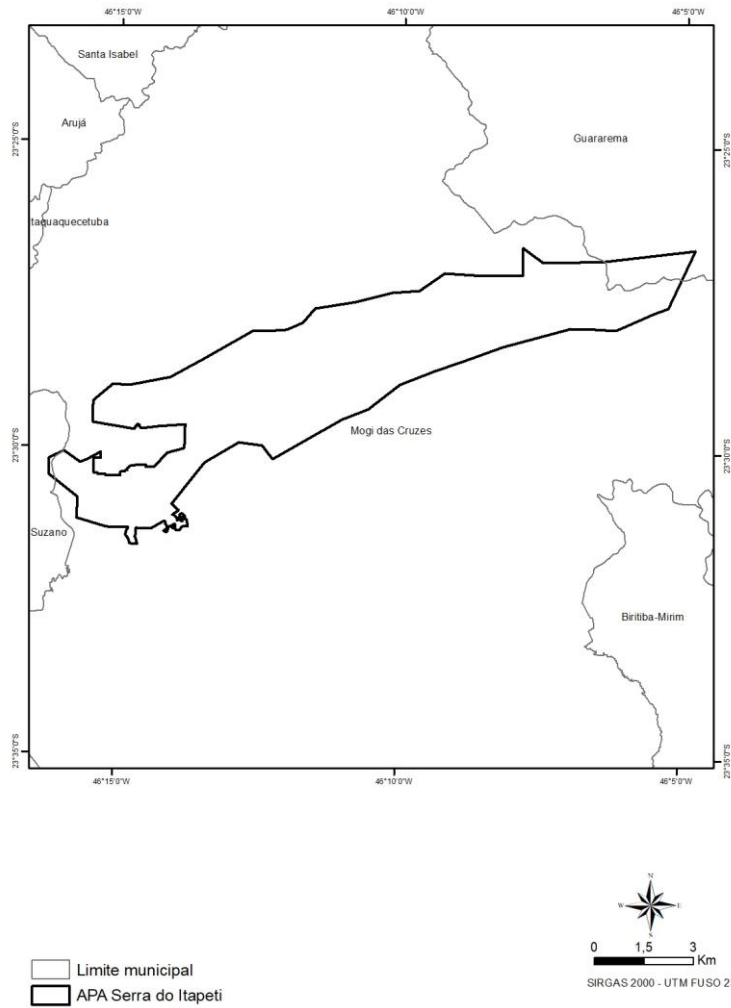 46°15'0"W 46°10'0"W 46°5'0"W
Santa Isabel
Arujá
Guararema
23°25'0"S 23°25'0"S
Itaquaquecetuba
Mogi das Cruzes
23°30'0"S 23°30'0"S
Suzano
Biritiba-Mirim
23°35'0"S 23°35'0"S
46°15'0"W 46°10'0"W 46°5'0"W
N
W E
S
0 1,5 3
Km
SIRGAS 2000 - UTM FUSO 2
Limite municipal
APA Serra do Itapeti